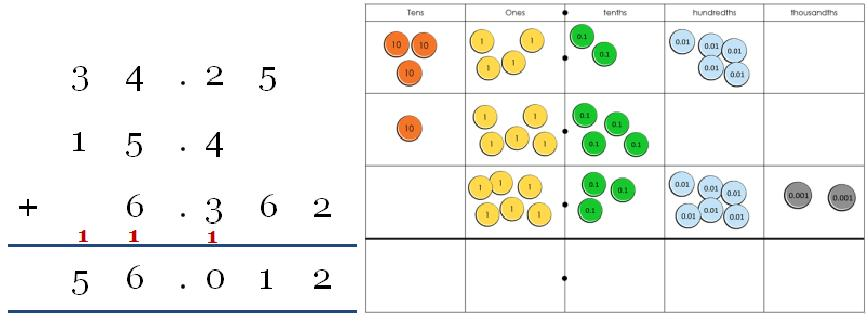 3 4 . 2 5
1 5 . 4
+ 6 . 3 6 2
1 1 1
5 6 . 0 1 2
Tens Ones tenths hundredths thousandths
10 10 10 1 1 1 1 0.1 0.1 0.01 0.01 0.01 0.01 0.01
10 1 1 1 1 1 0.1 0.1 0.1 0.1
1 1 1 1 1 1 0.1 0.1 0.1 0.01 0.01 0.01 0.01 0.01 0.01 0.001 0.001